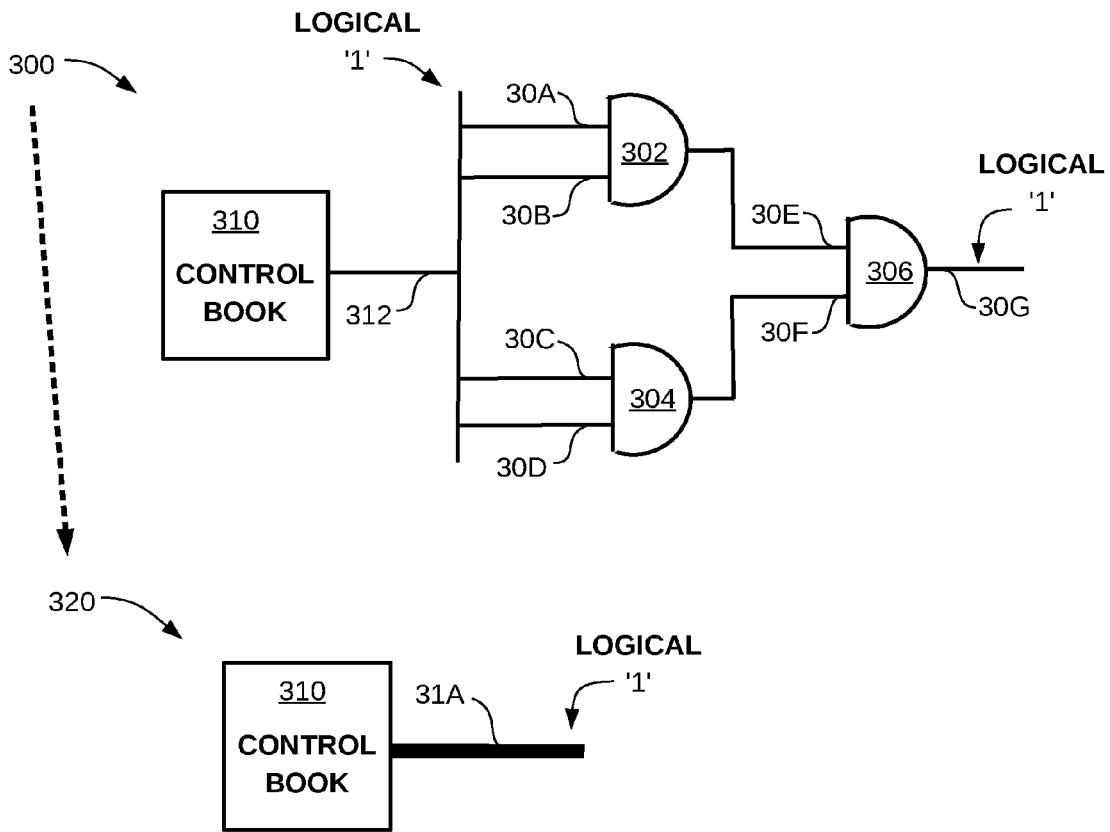 LOGICAL
'1'
300
30A
302
30B
LOGICAL
'1'
310
CONTROL
BOOK
312
30E
306
30F
30G
30C
304
30D
320
LOGICAL
'1'
310
CONTROL
BOOK
31A